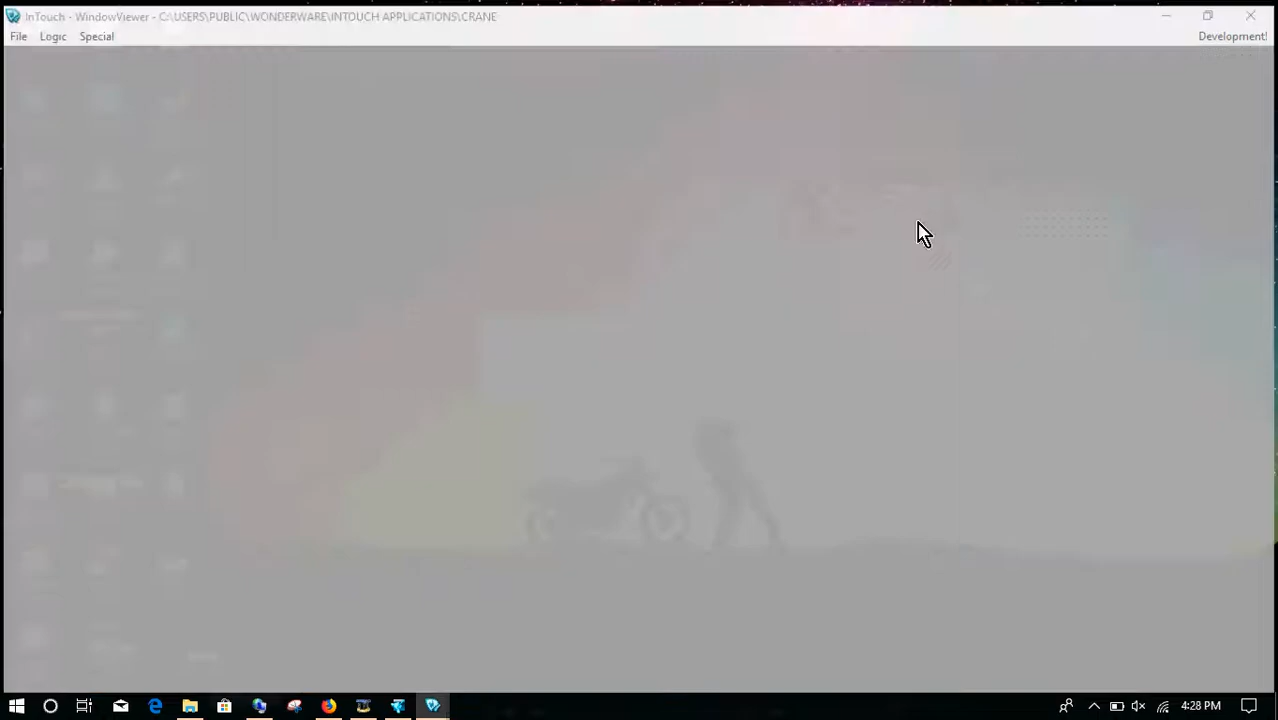 InTouch - WindowViewer - C:\USERS\PUBLIC\WONDERWARE\INTOUCH APPLICATIONS\CRANE
File Logic Special Development!
4:28 PM